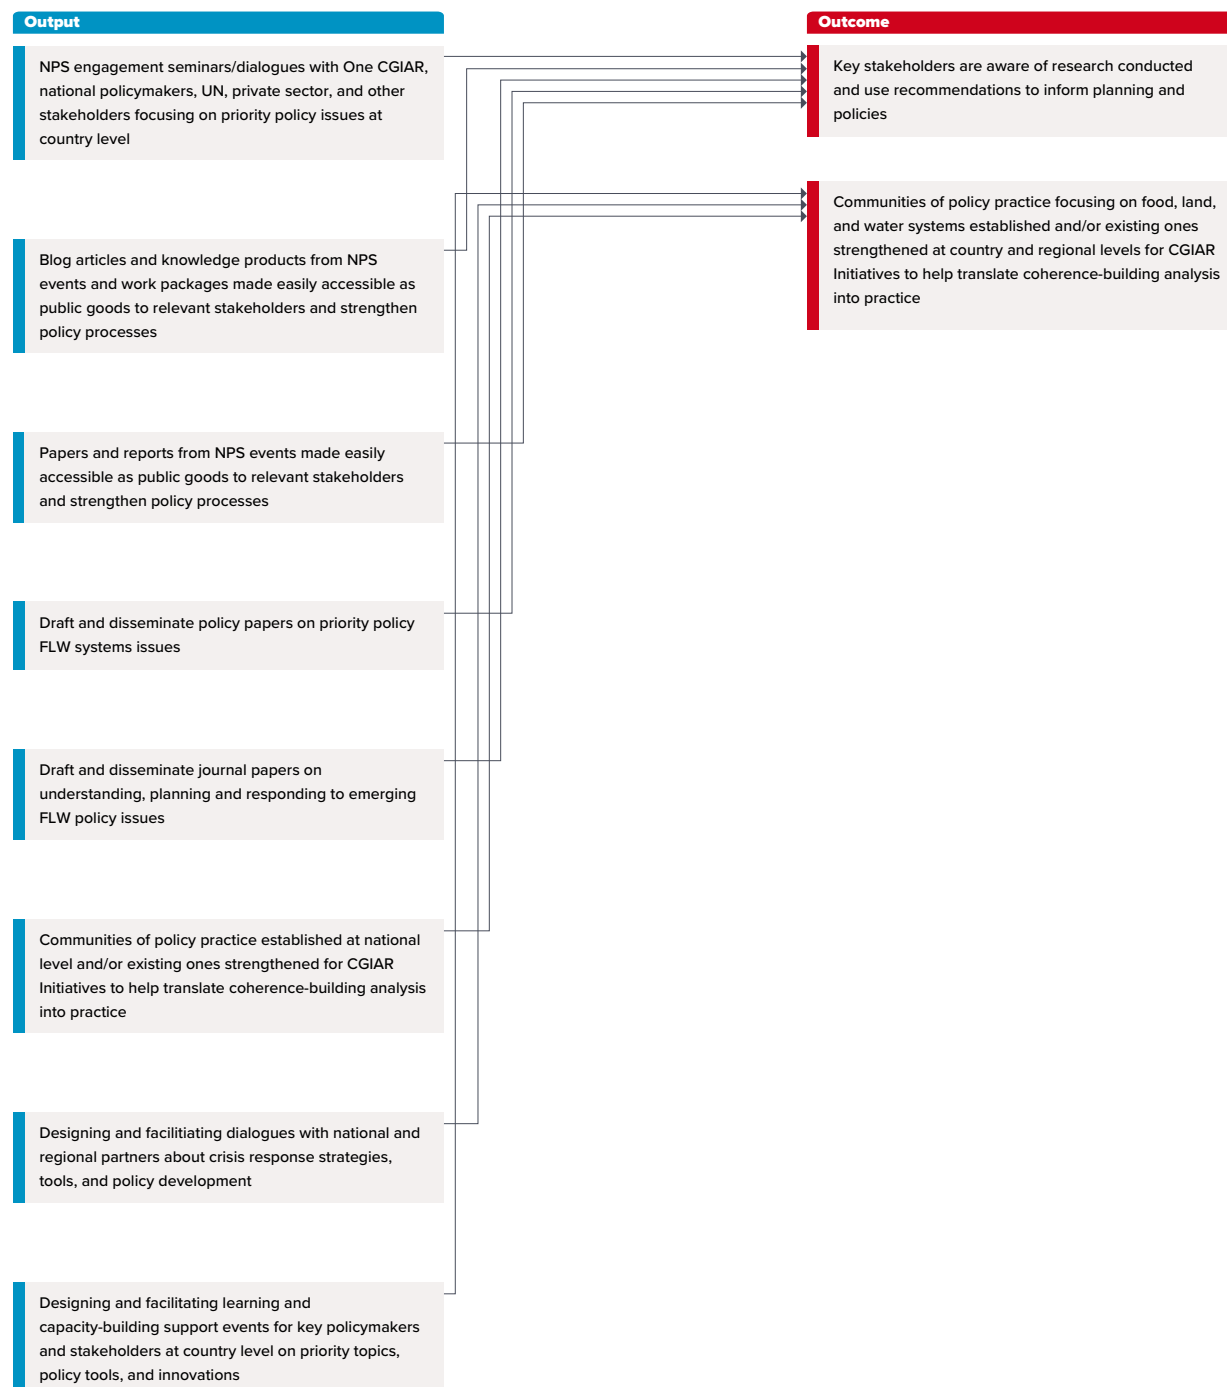 Output
NPS engagement seminars/dialogues with One CGIAR,
national policymakers, UN, private sector, and other
stakeholders focusing on priority policy issues at
country level
Blog articles and knowledge products from NPS
events and work packages made easily accessible as
public goods to relevant stakeholders and strengthen
policy processes
Papers and reports from NPS events made easily
accessible as public goods to relevant stakeholders
and strengthen policy processes
Draft and disseminate policy papers on priority policy
FLW systems issues
Draft and disseminate journal papers on
understanding, planning and responding to emerging
FLW policy issues
Communities of policy practice established at national
level and/or existing ones strengthened for CGIAR
Initiatives to help translate coherence-building analysis
into practice
Designing and facilitiating dialogues with national and
regional partners about crisis response strategies,
tools, and policy development
Designing and facilitating learning and
capacity-building support events for key policymakers
and stakeholders at country level on priority topics,
policy tools, and innovations
Outcome
Key stakeholders are aware of research conducted
and use recommendations to inform planning and
policies
Communities of policy practice focusing on food, land,
and water systems established and/or existing ones
strengthened at country and regional levels for CGIAR
Initiatives to help translate coherence-building analysis
into practice